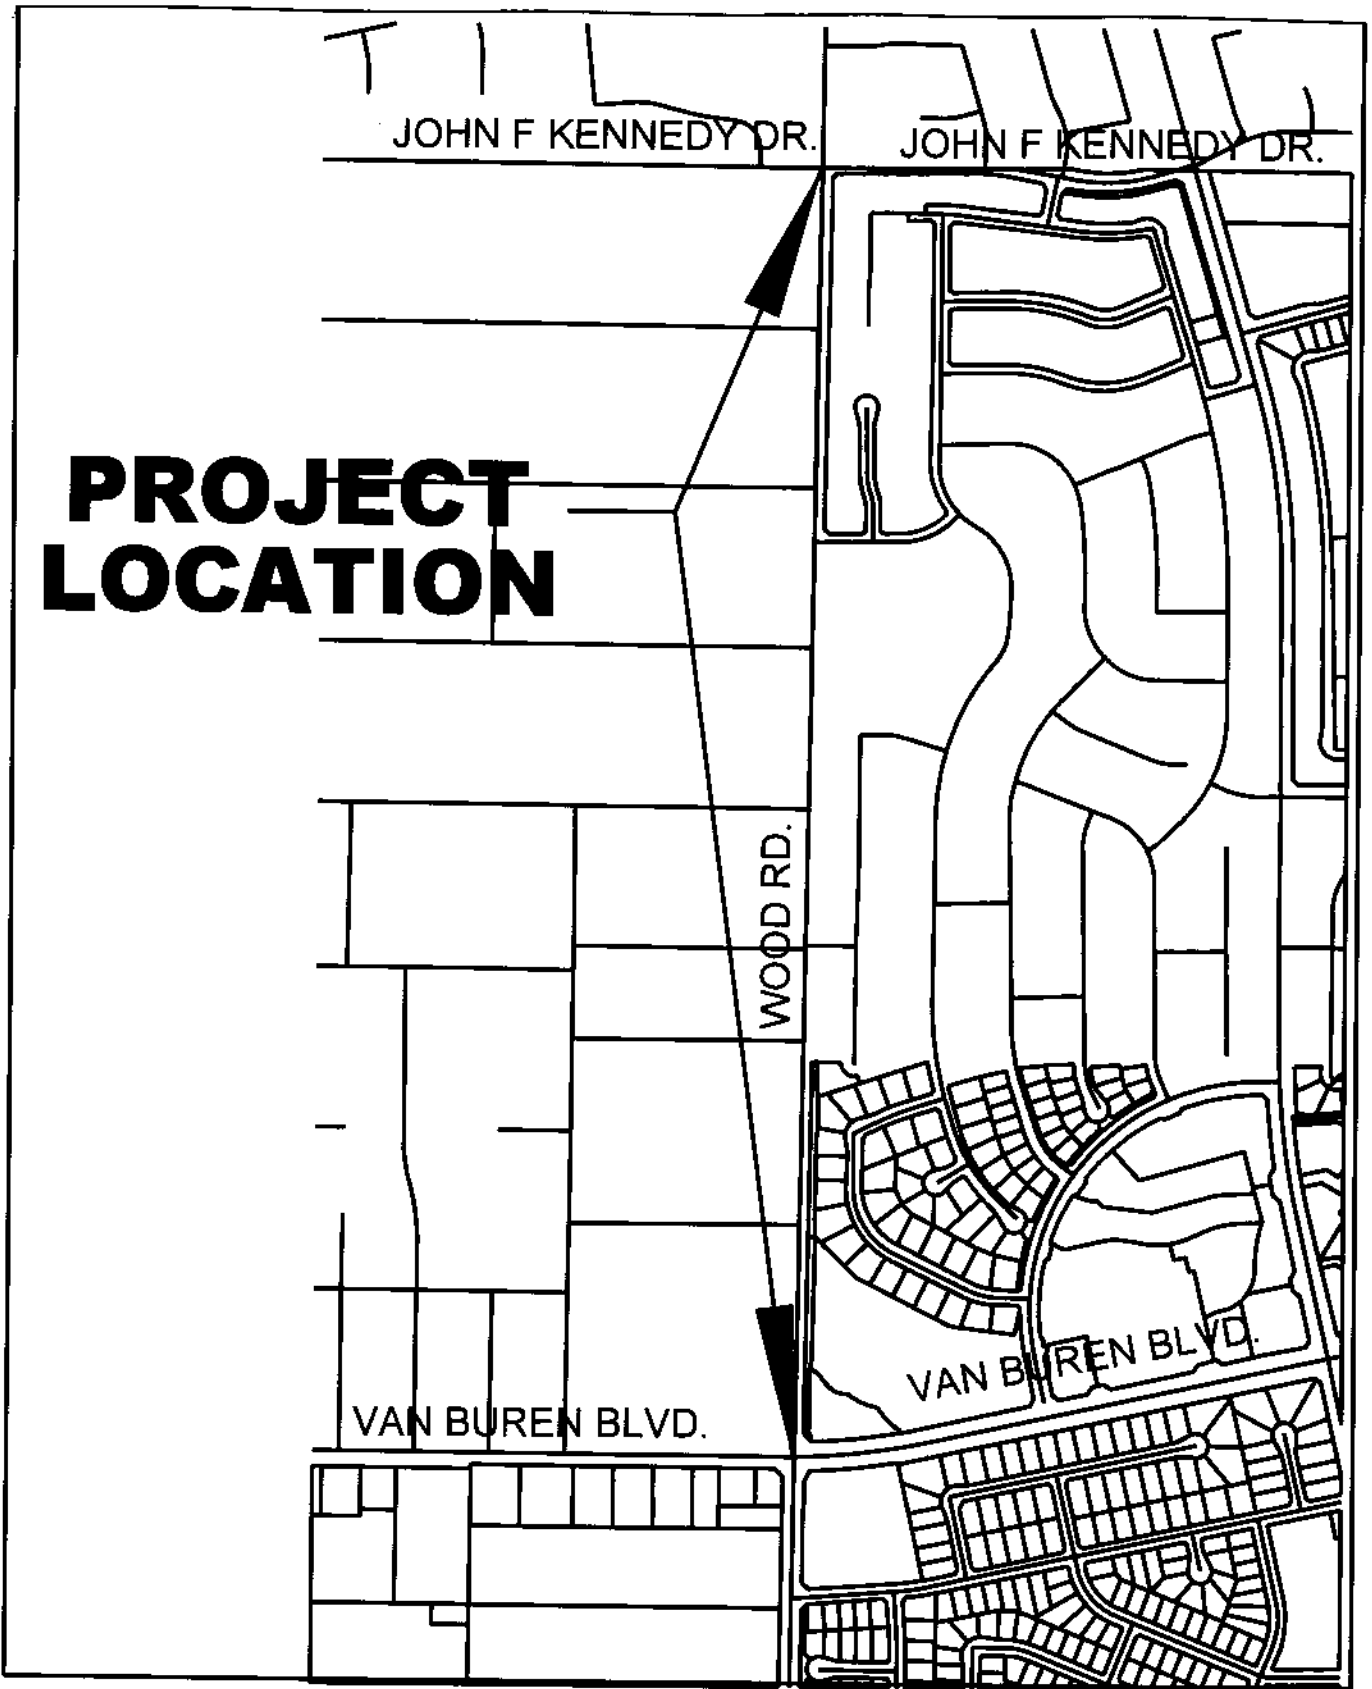 JOHN F KENNEDY DR.
JOHN F KENNEDY DR.
PROJECT
LOCATION
WOOD RD.
VAN BUREN BLVD.
VAN BUREN BLVD.